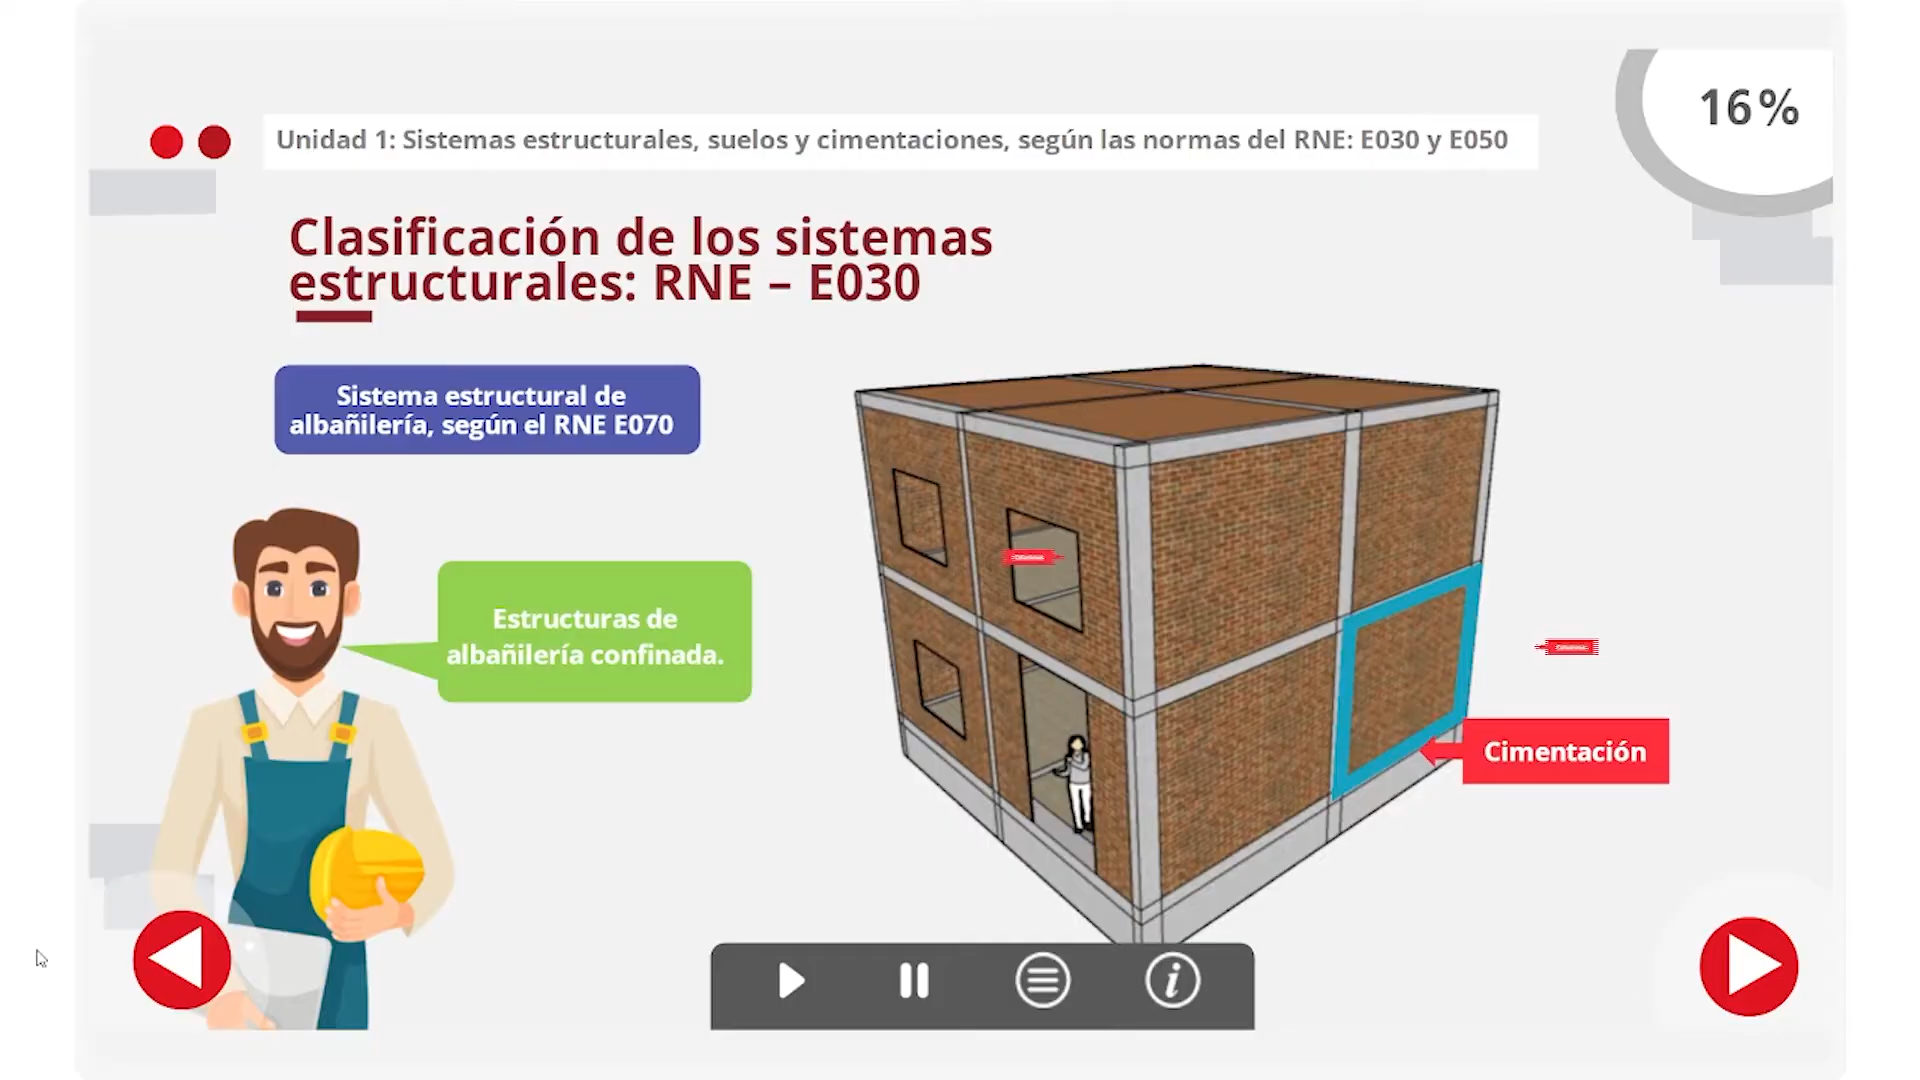 16%
Unidad 1: Sistemas estructurales, suelos y cimentaciones, según las normas del RNE: E030 y E050
Clasificación de los sistemas
estructurales: RNE – E030
Sistema estructural de
albañilería, según el RNE E070
Estructuras de
albañilería confinada.
Cimentación